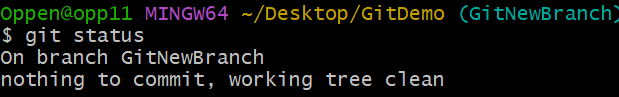 Oppen@opp11 MINGW64 ~/Desktop/GitDemo (GitNewBranch)
$ git status
On branch GitNewBranch
nothing to commit, working tree clean